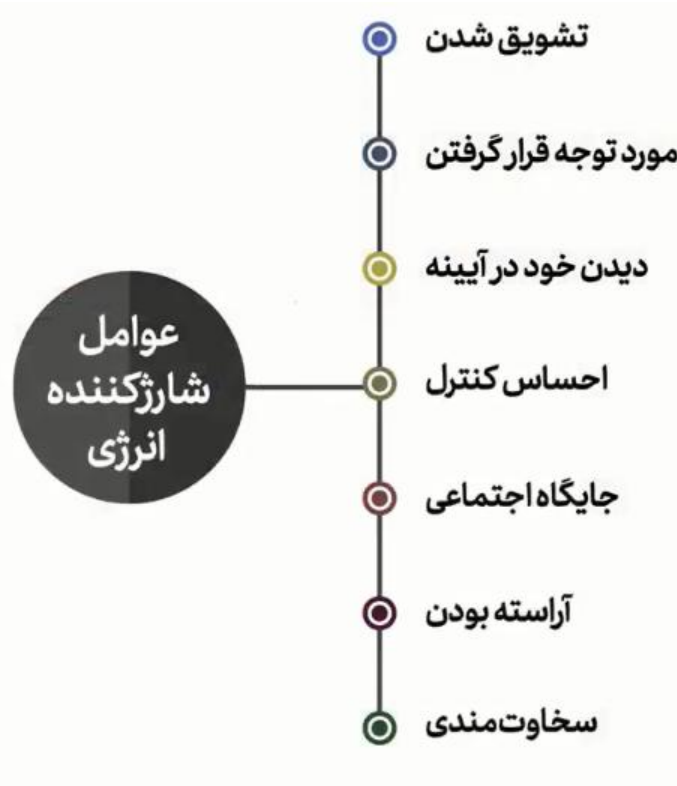 عوامل
شارژکننده
انرژی
تشویق شدن
مورد توجه قرار گرفتن
دیدن خود در آیینه
احساس کنترل
جایگاه اجتماعی
آراسته بودن
سخاوت‌مندی